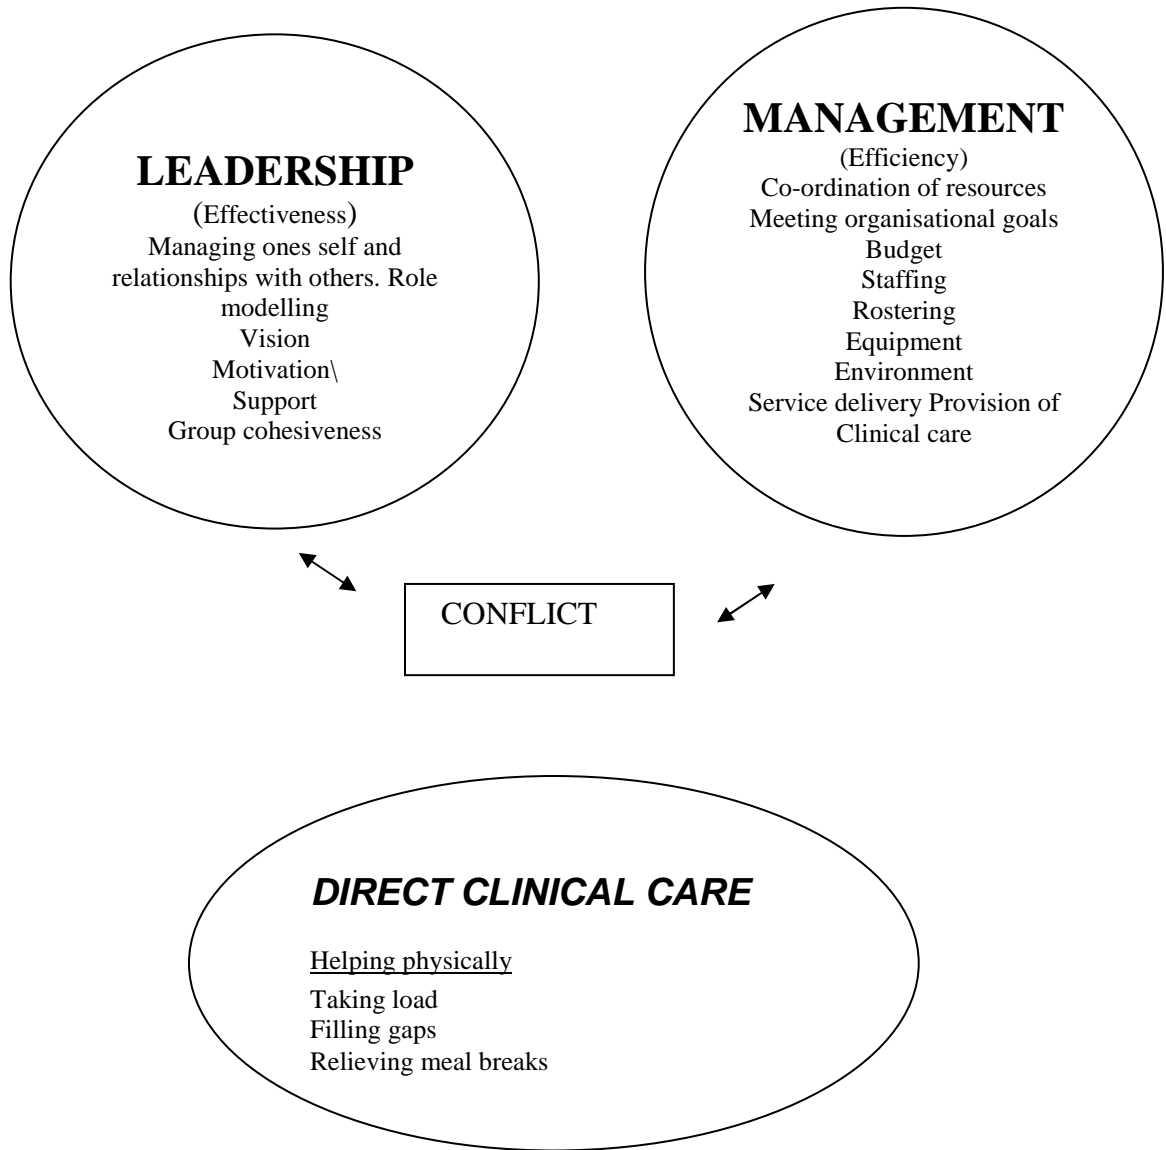 LEADERSHIP
(Effectiveness)
Managing ones self and
relationships with others. Role
modelling
Vision
Motivation\
Support
Group cohesiveness
MANAGEMENT
(Efficiency)
Co-ordination of resources
Meeting organisational goals
Budget
Staffing
Rostering
Equipment
Environment
Service delivery Provision of
Clinical care
CONFLICT
DIRECT CLINICAL CARE
Helping physically
Taking load
Filling gaps
Relieving meal breaks